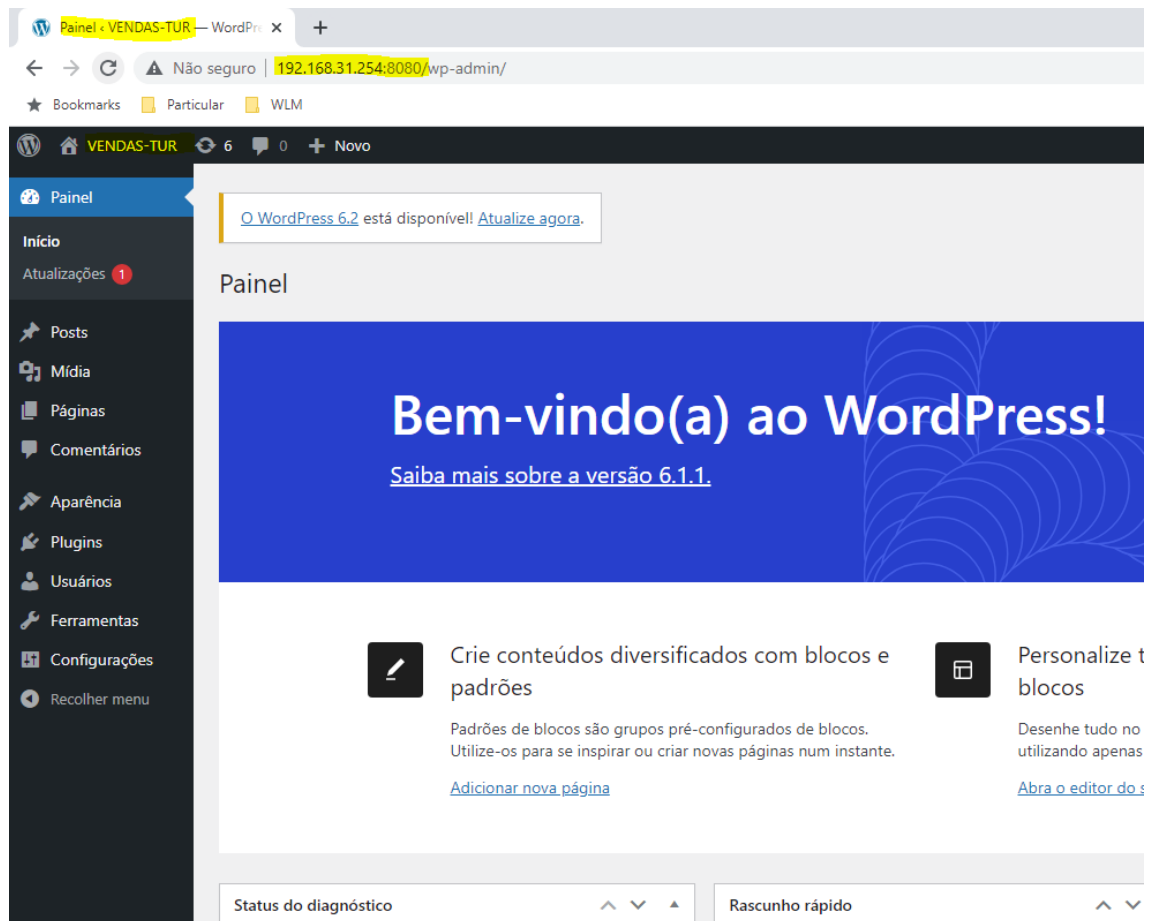 Painel ‹ VENDAS-TUR — WordPr
Não seguro | 192.168.31.254:8080/wp-admin/
Bookmarks Particular WLM
VENDAS-TUR 6 0 Novo
Painel
Início
Atualizações 1
Posts
Mídia
Páginas
Comentários
Aparência
Plugins
Usuários
Ferramentas
Configurações
Recolher menu
O WordPress 6.2 está disponível! Atualize agora.
Painel
Bem-vindo(a) ao WordPress!
Saiba mais sobre a versão 6.1.1.
Crie conteúdos diversificados com blocos e
padrões
Padrões de blocos são grupos pré-configurados de blocos.
Utilize-os para se inspirar ou criar novas páginas num instante.
Adicionar nova página
Personalize t
blocos
Desenhe tudo no
utilizando apenas
Abra o editor do s
Status do diagnóstico
Rascunho rápido